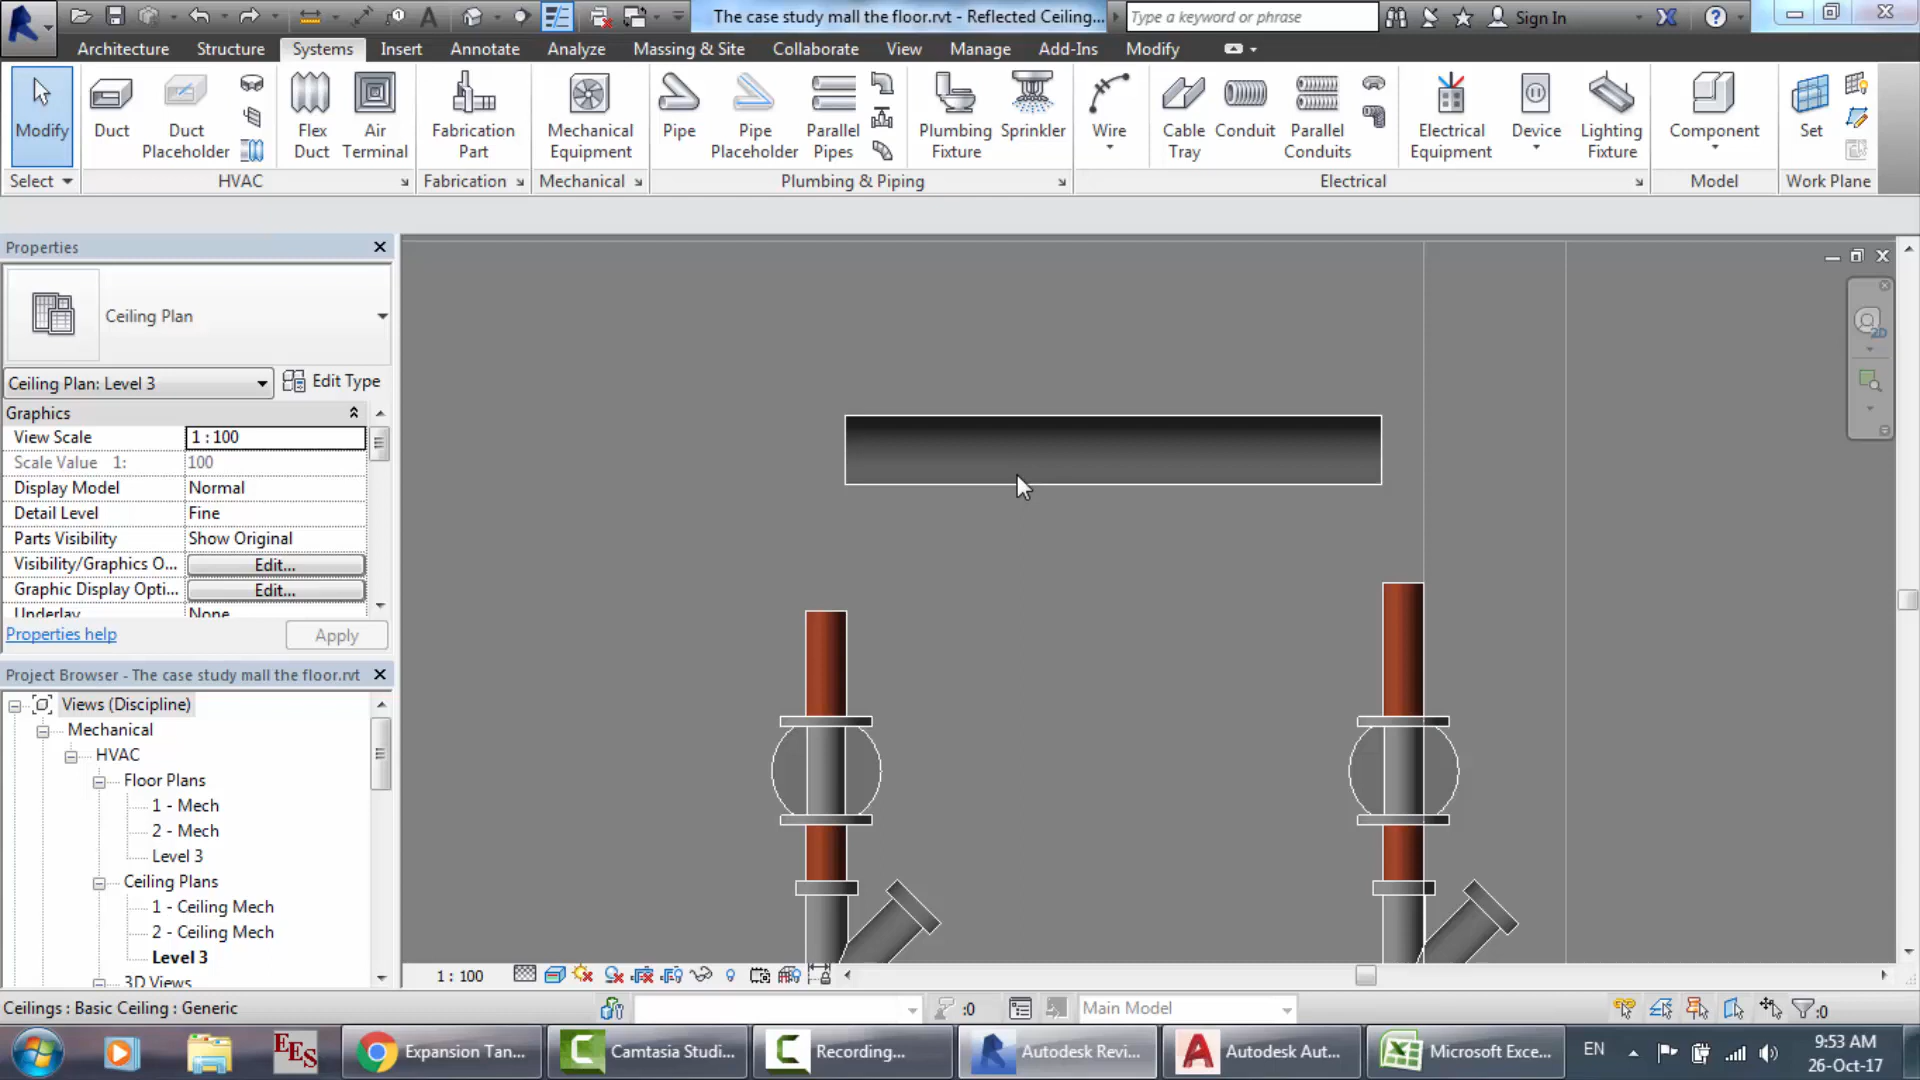 The case study mall the floor.rvt - Reflected Ceiling...
Type a keyword or phrase
Sign In
Architecture Structure Systems Insert Annotate Analyze Massing & Site Collaborate View Manage Add-Ins Modify
Modify
Duct
Duct Placeholder
Flex Duct
Air Terminal
Fabrication Part
Mechanical Equipment
Pipe
Pipe Placeholder
Parallel Pipes
Plumbing Fixture
Sprinkler
Wire
Cable Tray
Conduit
Parallel Conduits
Electrical Equipment
Device
Lighting Fixture
Component
Set
Select HVAC Fabrication Mechanical Plumbing & Piping Electrical Model Work Plane
Properties
Ceiling Plan
Ceiling Plan: Level 3 Edit Type
Graphics
View Scale 1 : 100
Scale Value 1: 100
Display Model Normal
Detail Level Fine
Parts Visibility Show Original
Visibility/Graphics O... Edit...
Graphic Display Opti... Edit...
Underlay None
Properties help Apply
Project Browser - The case study mall the floor.rvt
Views (Discipline)
Mechanical
HVAC
Floor Plans
1 - Mech
2 - Mech
Level 3
Ceiling Plans
1 - Ceiling Mech
2 - Ceiling Mech
Level 3
3D Views
2D
1 : 100
Ceilings : Basic Ceiling : Generic
:0
Main Model
:0
EES
Expansion Tan...
Camtasia Studi...
Recording...
Autodesk Revi...
Autodesk Aut...
Microsoft Exce...
EN
9:53 AM
26-Oct-17